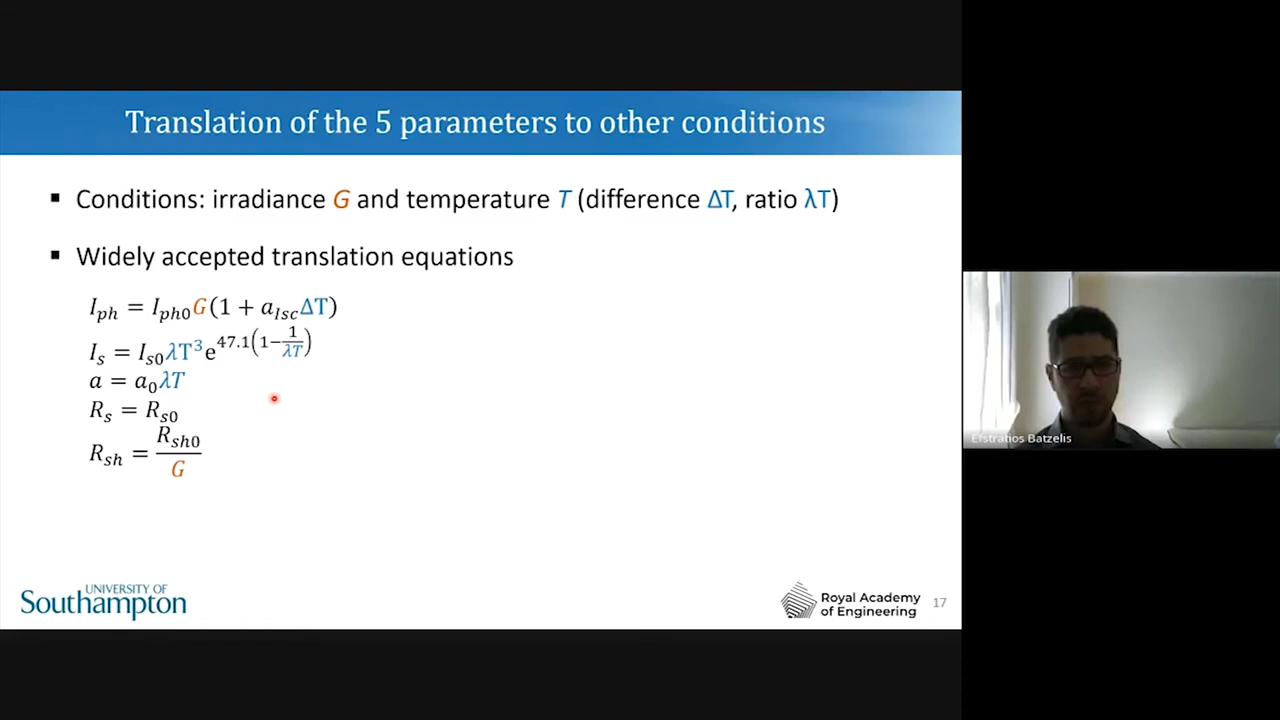 Translation of the 5 parameters to other conditions
▪ Conditions: irradiance G and temperature T (difference ΔT, ratio λT)
▪ Widely accepted translation equations
I_ph = I_ph0 G(1 + a_Isc ΔT)
I_s = I_s0 λT^3 e^{47.1(1−1/λT)}
a = a_0 λT
R_s = R_s0
R_sh = R_sh0/G
Efstratios Batzelis
UNIVERSITY OF
Southampton
Royal Academy
of Engineering
17